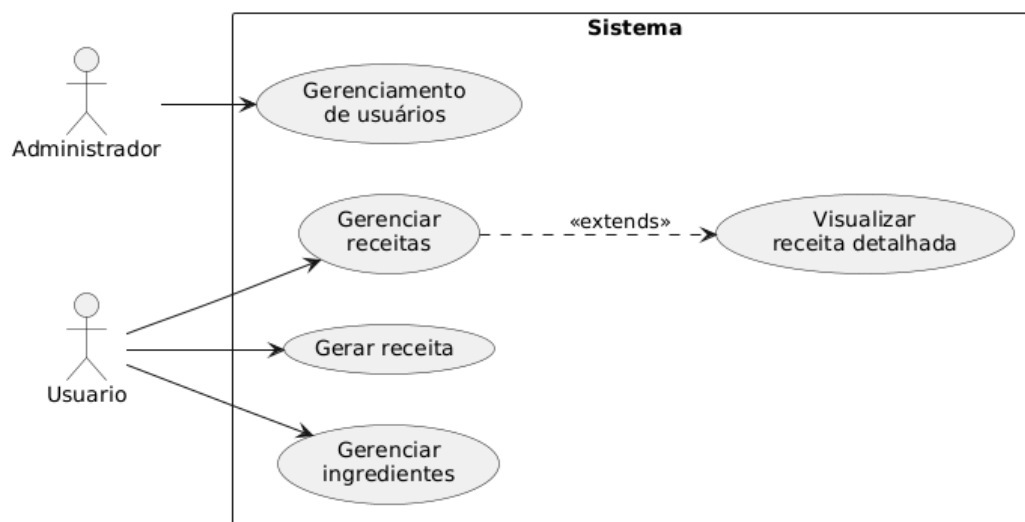 Sistema
Gerenciamento
de usuários
Administrador
Gerenciar
receitas
«extends»
Visualizar
receita detalhada
Gerar receita
Usuario
Gerenciar
ingredientes